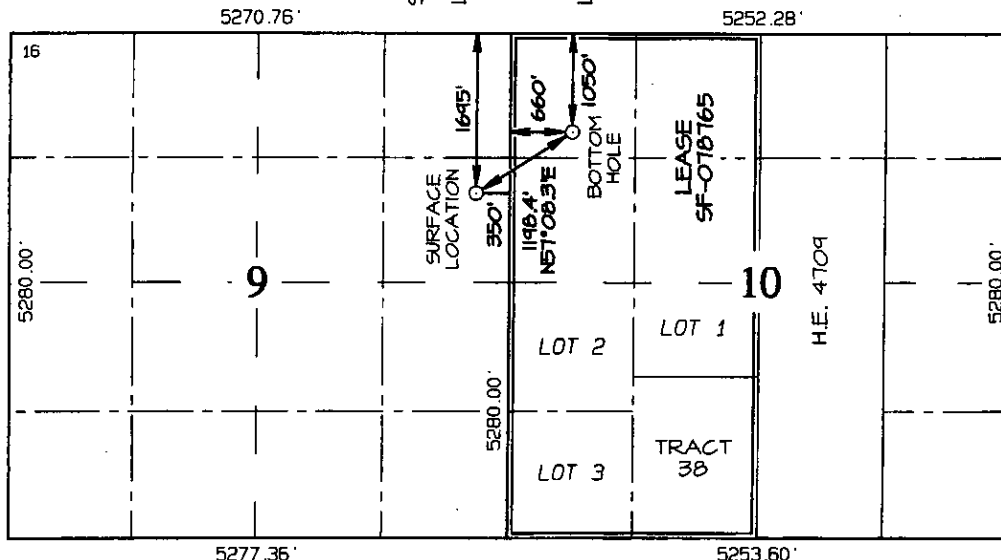 5270.76'
5252.28'
16
1695'
660'
1050'
SURFACE
LOCATION
350'
1198.4'
N57°08.3'E
BOTTOM
HOLE
LEASE
SF-078765
5280.00'
9
10
H.E. 4709
5280.00'
LOT 2
LOT 1
5280.00'
LOT 3
TRACT
38
5277.36'
5253.60'